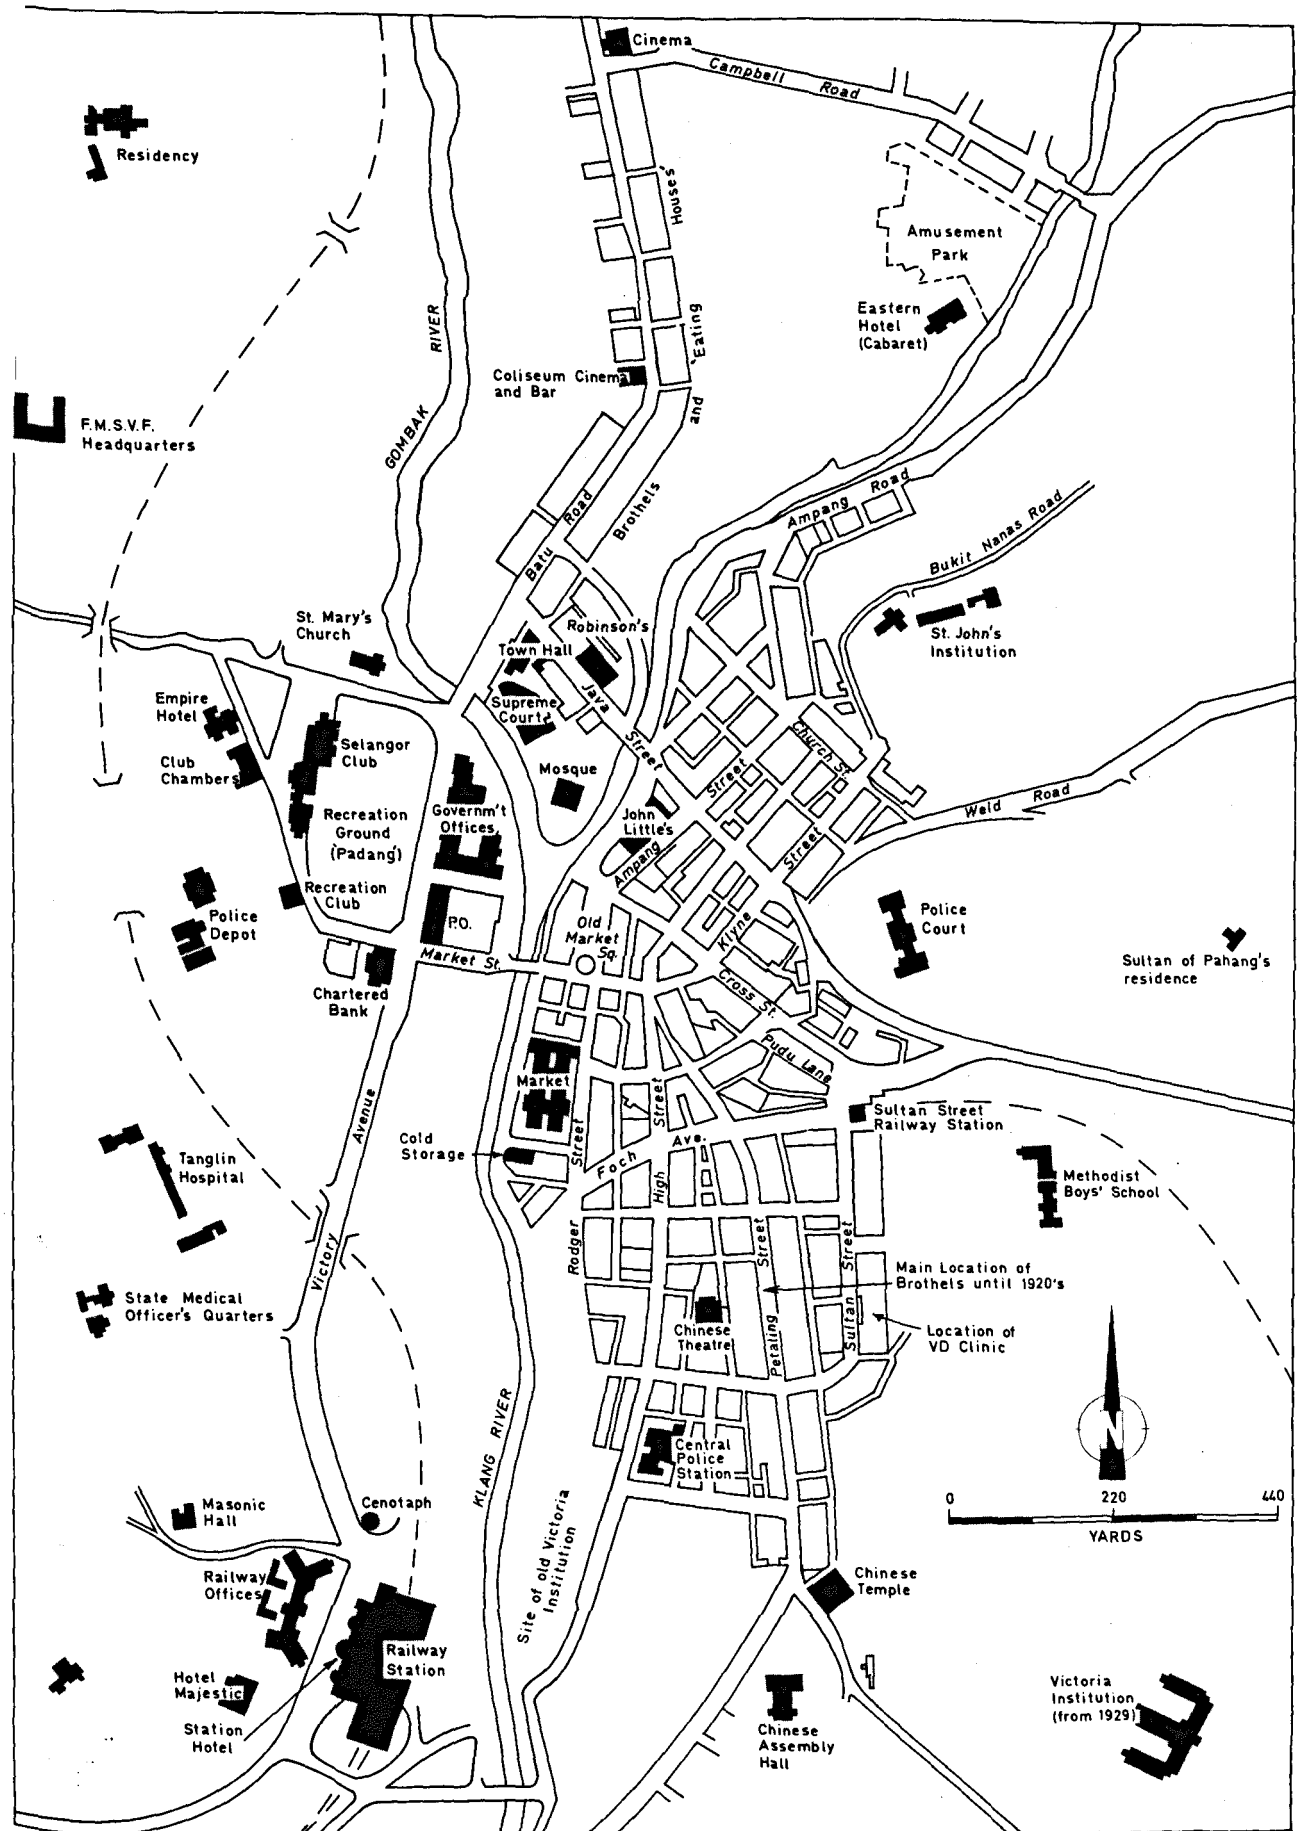 Cinema
Campbell Road
Residency
Houses'
Amusement
Park
RIVER
'Eating
Eastern
Hotel
(Cabaret)
Coliseum Cinema
and Bar
and
F.M.S.V.F.
Headquarters
GOMBAK
Road
Brothels
Ampang Road
Batu
Bukit Nanas Road
St. Mary's
Church
Robinson's
Town Hall
St. John's
Institution
Empire
Hotel
Supreme
Court
Java
Street
Selangor
Club
Church St.
Club
Chambers
Mosque
Street
Weld Road
Recreation
Ground
(Padang)
Governm't
Offices
John
Little's
Ampang
Street
Recreation
Club
Police
Depot
P.O.
Old
Market
Sq.
Klyne
Police
Court
Market St.
Sultan of Pahang's
residence
Chartered
Bank
Cross St.
Pudu Lane
Market
Avenue
Street
Sultan Street
Railway Station
Cold
Storage
Street
Foch Ave.
Tanglin
Hospital
High
Methodist
Boys' School
Victory
Rodger
Street
Street
Main Location of
Brothels until 1920's
State Medical
Officer's Quarters
Chinese
Theatre
Petaling
Sultan
Location of
VD Clinic
KLANG RIVER
N
Central
Police
Station
Masonic
Hall
Cenotaph
0 220 440
YARDS
Site of old Victoria
Institution
Railway
Offices
Chinese
Temple
Railway
Station
Hotel
Majestic
Station
Hotel
Victoria
Institution
(from 1929)
Chinese
Assembly
Hall